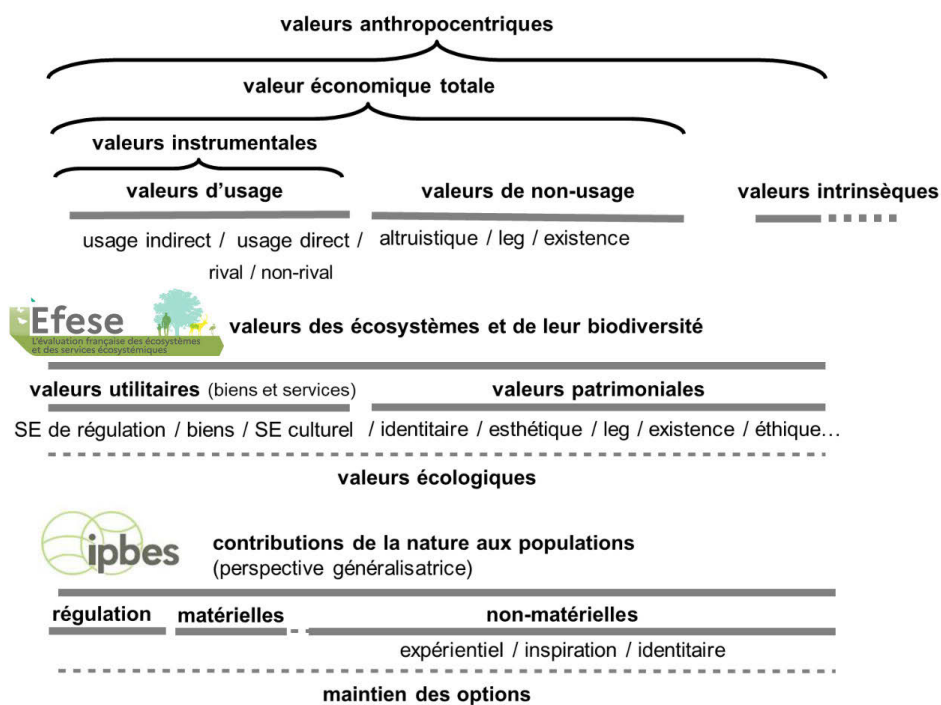 valeurs anthropocentriques
valeur économique totale
valeurs instrumentales
valeurs d'usage
valeurs de non-usage
valeurs intrinsèques
usage indirect / usage direct /
rival / non-rival
altruistique / leg / existence
Efese
L'évaluation française des écosystèmes
et des services écosystémiques
valeurs des écosystèmes et de leur biodiversité
valeurs utilitaires (biens et services)
valeurs patrimoniales
SE de régulation / biens / SE culturel / identitaire / esthétique / leg / existence / éthique…
valeurs écologiques
ipbes
contributions de la nature aux populations
(perspective généralisatrice)
régulation
matérielles
non-matérielles
expérientiel / inspiration / identitaire
maintien des options